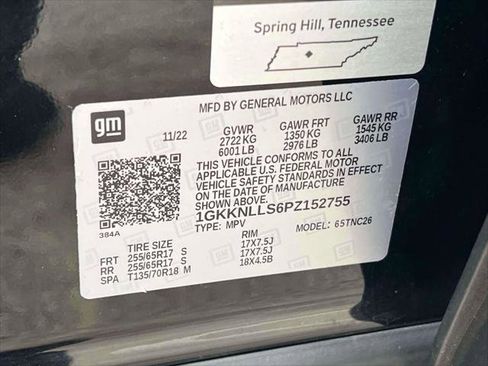 Spring Hill, Tennessee
MFD BY GENERAL MOTORS LLC
gm
11/22 GVWR GAWR FRT GAWR RR
2722 KG 1350 KG 1545 KG
6001 LB 2976 LB 3406 LB
THIS VEHICLE CONFORMS TO ALL
APPLICABLE U.S. FEDERAL MOTOR
VEHICLE SAFETY STANDARDS IN EFFECT
ON THE DATE OF MANUFACTURE SHOWN ABOVE.
1GKKNLLS6PZ152755
TYPE: MPV MODEL: 65TNC26
384A
TIRE SIZE RIM
FRT 255/65R17 S 17X7.5J
RR 255/65R17 S 17X7.5J
SPA T135/70R18 M 18X4.5B